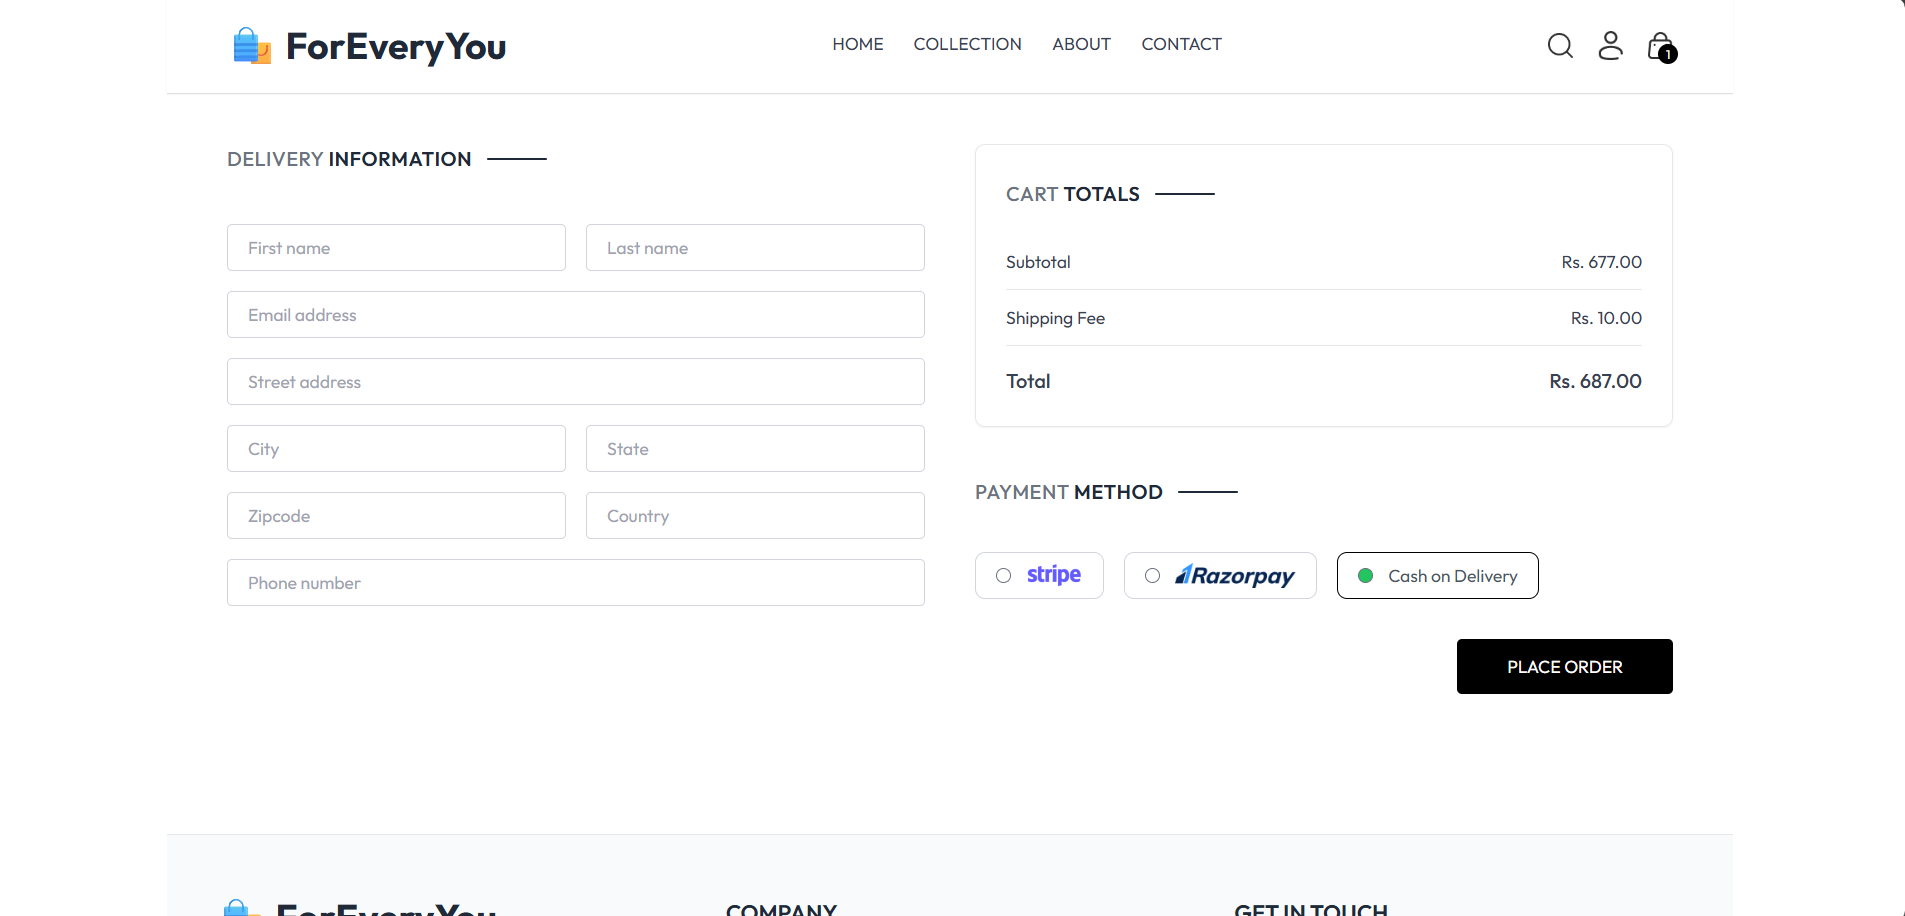 ForEveryYou
HOME COLLECTION ABOUT CONTACT
1
DELIVERY INFORMATION
First name Last name
Email address
Street address
City State
Zipcode Country
Phone number
CART TOTALS
Subtotal Rs. 677.00
Shipping Fee Rs. 10.00
Total Rs. 687.00
PAYMENT METHOD
stripe Razorpay Cash on Delivery
PLACE ORDER
ForEveryYou COMPANY GET IN TOUCH